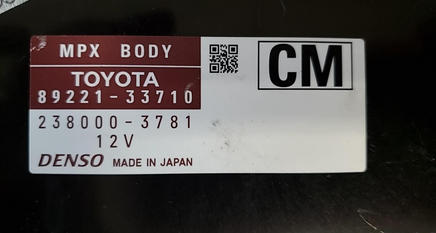 MPX BODY
CM
TOYOTA
89221-33710
238000-3781
12V
DENSO MADE IN JAPAN